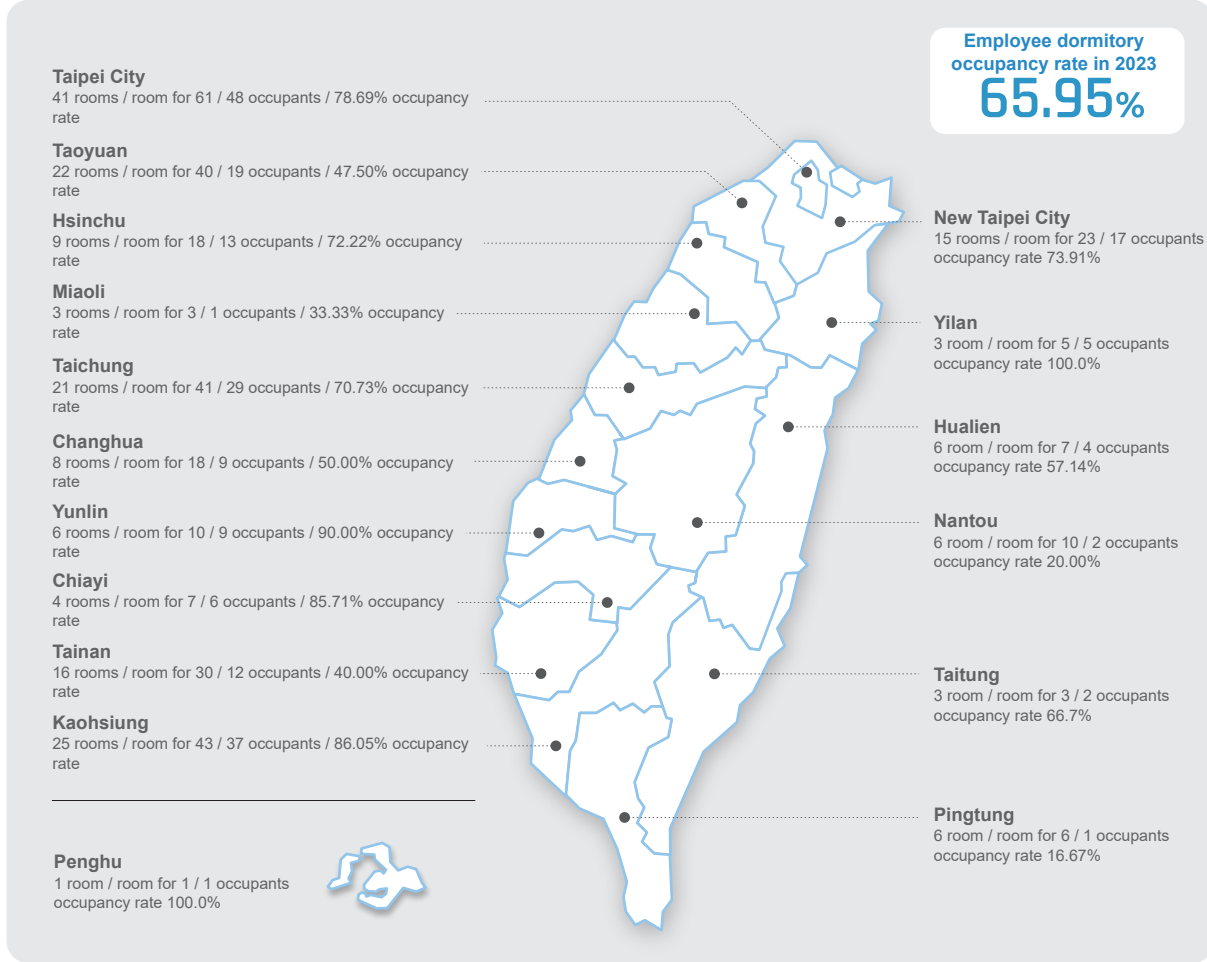 Employee dormitory
occupancy rate in 2023
65.95%
Taipei City
41 rooms / room for 61 / 48 occupants / 78.69% occupancy
rate
Taoyuan
22 rooms / room for 40 / 19 occupants / 47.50% occupancy
rate
Hsinchu
9 rooms / room for 18 / 13 occupants / 72.22% occupancy
rate
Miaoli
3 rooms / room for 3 / 1 occupants / 33.33% occupancy
rate
Taichung
21 rooms / room for 41 / 29 occupants / 70.73% occupancy
rate
Changhua
8 rooms / room for 18 / 9 occupants / 50.00% occupancy
rate
Yunlin
6 rooms / room for 10 / 9 occupants / 90.00% occupancy
rate
Chiayi
4 rooms / room for 7 / 6 occupants / 85.71% occupancy
rate
Tainan
16 rooms / room for 30 / 12 occupants / 40.00% occupancy
rate
Kaohsiung
25 rooms / room for 43 / 37 occupants / 86.05% occupancy
rate
Penghu
1 room / room for 1 / 1 occupants
occupancy rate 100.0%
New Taipei City
15 rooms / room for 23 / 17 occupants
occupancy rate 73.91%
Yilan
3 room / room for 5 / 5 occupants
occupancy rate 100.0%
Hualien
6 room / room for 7 / 4 occupants
occupancy rate 57.14%
Nantou
6 room / room for 10 / 2 occupants
occupancy rate 20.00%
Taitung
3 room / room for 3 / 2 occupants
occupancy rate 66.7%
Pingtung
6 room / room for 6 / 1 occupants
occupancy rate 16.67%